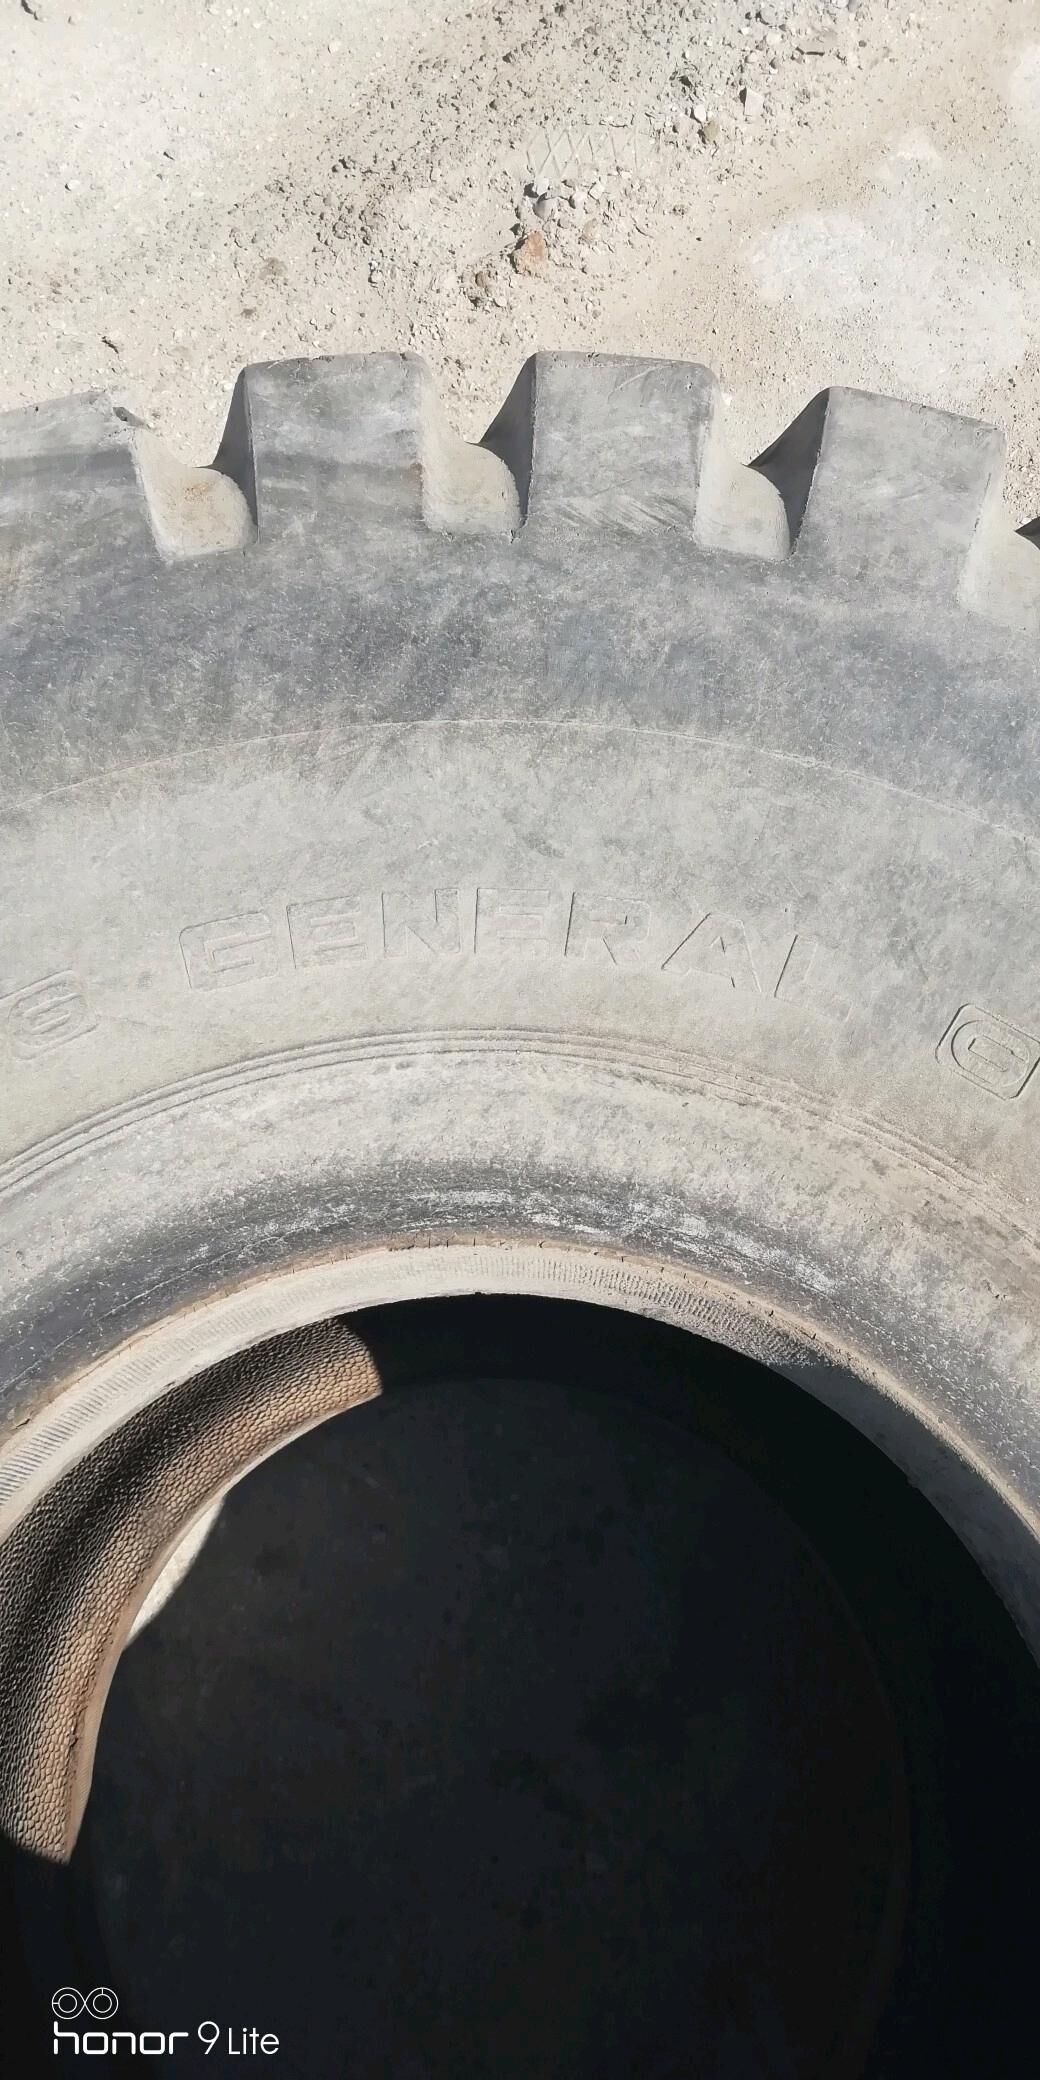 GENERAL
G
honor 9 Lite